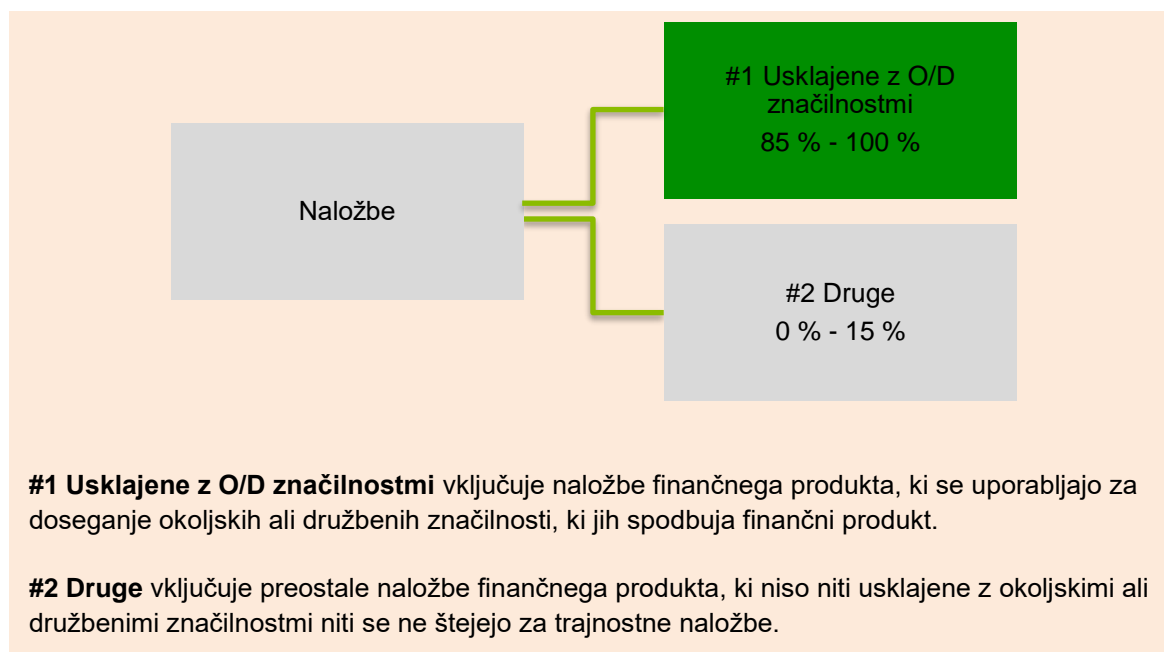 #1 Usklajene z O/D
značilnostmi
85 % - 100 %
Naložbe
#2 Druge
0 % - 15 %
#1 Usklajene z O/D značilnostmi vključuje naložbe finančnega produkta, ki se uporabljajo za
doseganje okoljskih ali družbenih značilnosti, ki jih spodbuja finančni produkt.
#2 Druge vključuje preostale naložbe finančnega produkta, ki niso niti usklajene z okoljskimi ali
družbenimi značilnostmi niti se ne štejejo za trajnostne naložbe.